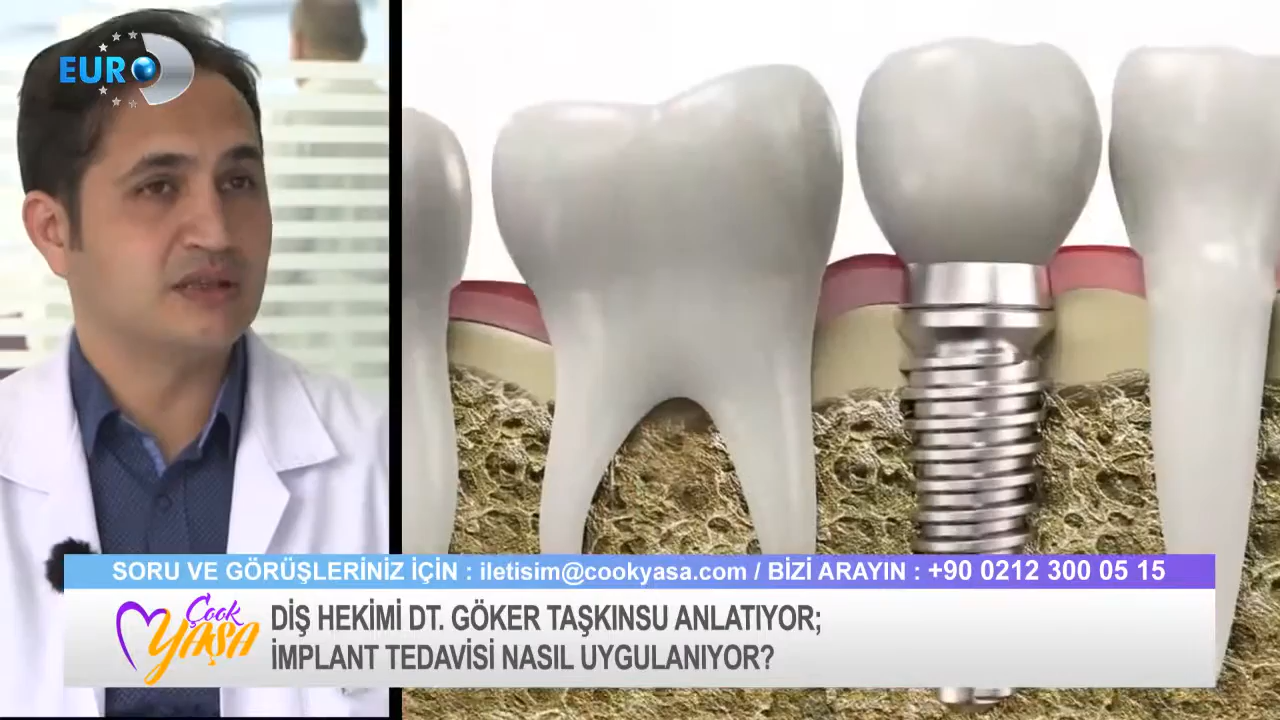 EURO D
SORU VE GÖRÜŞLERİNİZ İÇİN : iletisim@cookyasa.com / BİZİ ARAYIN : +90 0212 300 05 15
Çook
YAŞA
DİŞ HEKİMİ DT. GÖKER TAŞKINSU ANLATIYOR;
İMPLANT TEDAVİSİ NASIL UYGULANIYOR?